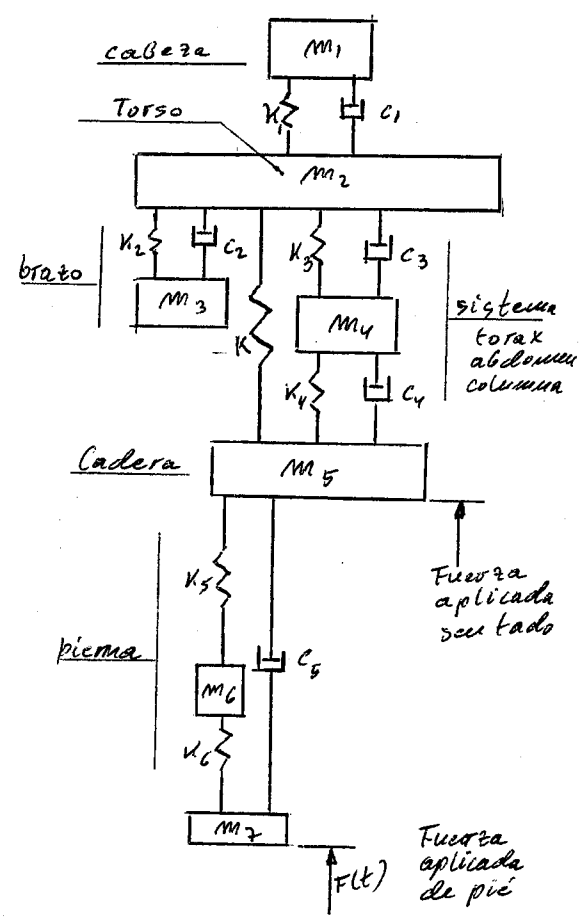 cabeza
m1
K1
c1
Torso
m2
K2
c2
K3
c3
brazo
m3
K
m4
sistema
torax
abdomen
columna
K4
c4
Cadera
m5
Fuerza
aplicada
sentado
K5
pierna
m6
c5
K6
m7
F(t)
Fuerza
aplicada
de pié